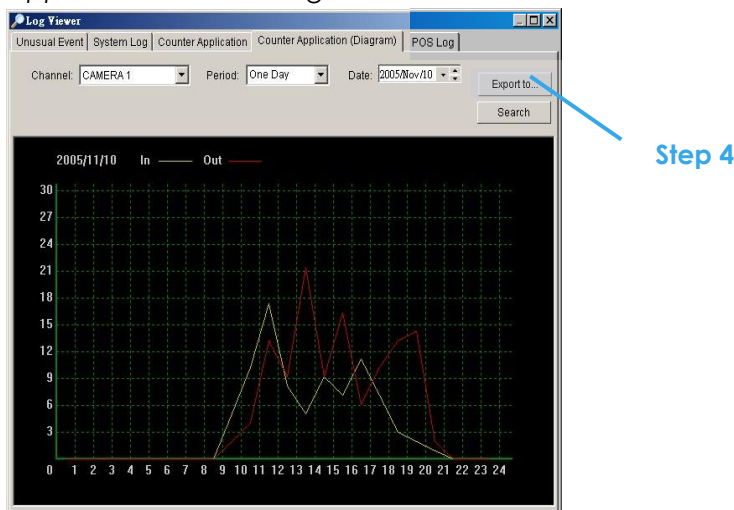 Log Viewer
Unusual Event System Log Counter Application Counter Application (Diagram) POS Log
Channel: CAMERA 1 Period: One Day Date: 2005/Nov/10
Export to...
Search
Step 4
2005/11/10 In Out
30
27
24
21
18
15
12
9
6
3
0 1 2 3 4 5 6 7 8 9 10 11 12 13 14 15 16 17 18 19 20 21 22 23 24